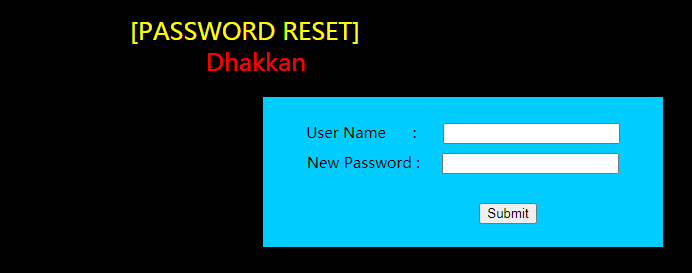 [PASSWORD RESET]
Dhakkan
User Name :
New Password :
Submit